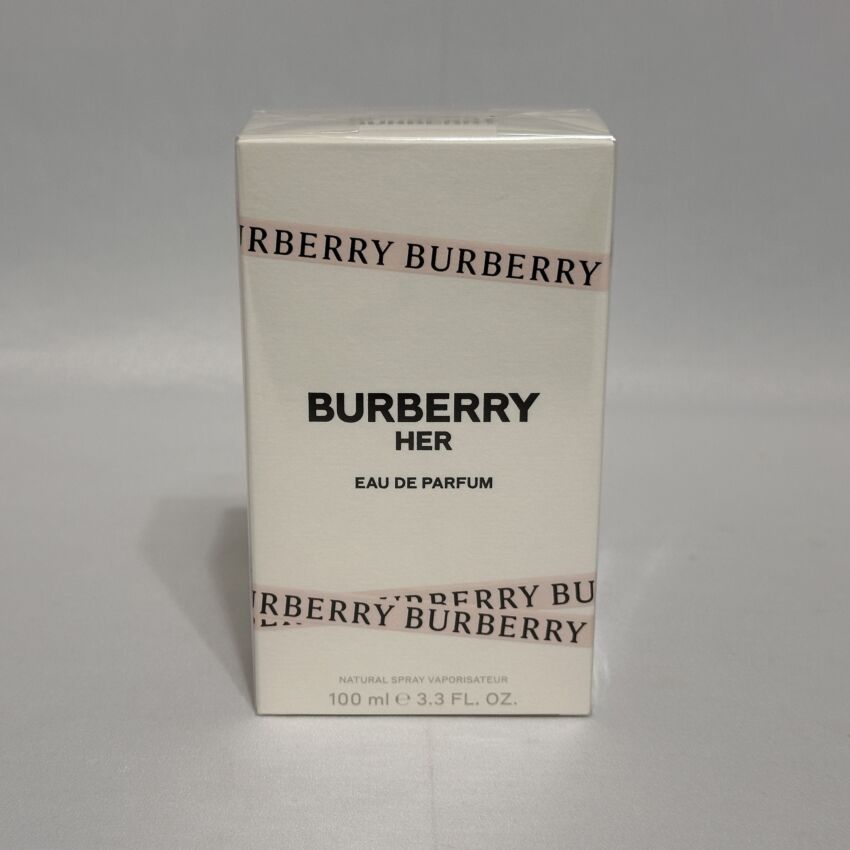 BURBERRY
URBERRY BURBERRY
BURBERRY
HER
EAU DE PARFUM
BERRY BU
URBERRY BURBERRY
NATURAL SPRAY VAPORISATEUR
100 ml ℮ 3.3 FL. OZ.